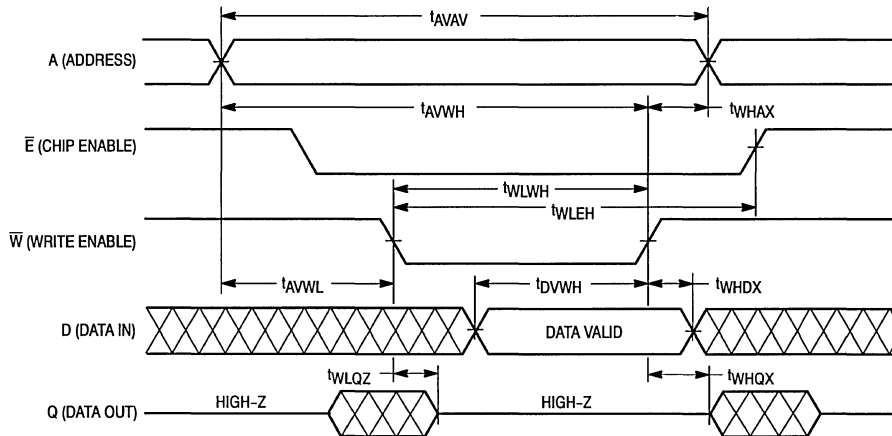 tAVAV
A (ADDRESS)
tAVWH
tWHAX
E̅ (CHIP ENABLE)
tWLWH
tWLEH
W̅ (WRITE ENABLE)
tAVWL
tDVWH
tWHDX
D (DATA IN)
DATA VALID
tWLQZ
tWHQX
Q (DATA OUT)
HIGH–Z
HIGH–Z